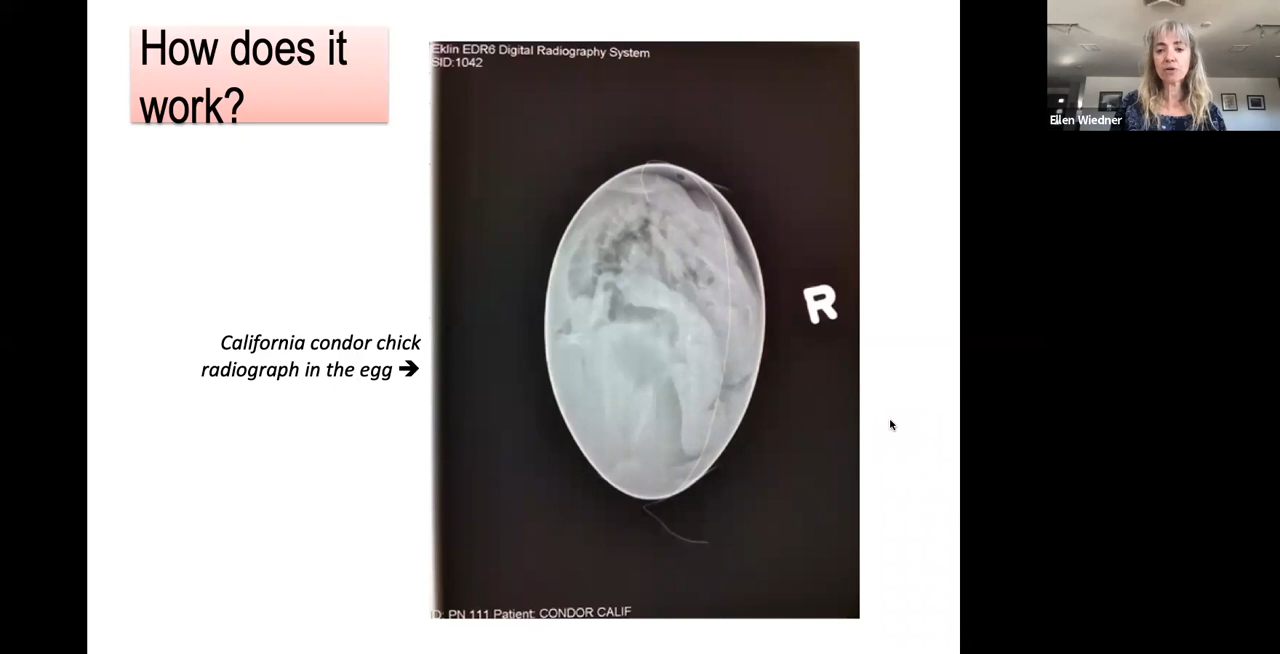 How does it
work?
Eklin EDR6 Digital Radiography System
SID:1042
Ellen Wiedner
R
California condor chick
radiograph in the egg ➔
D: PN 111 Patient: CONDOR CALIF